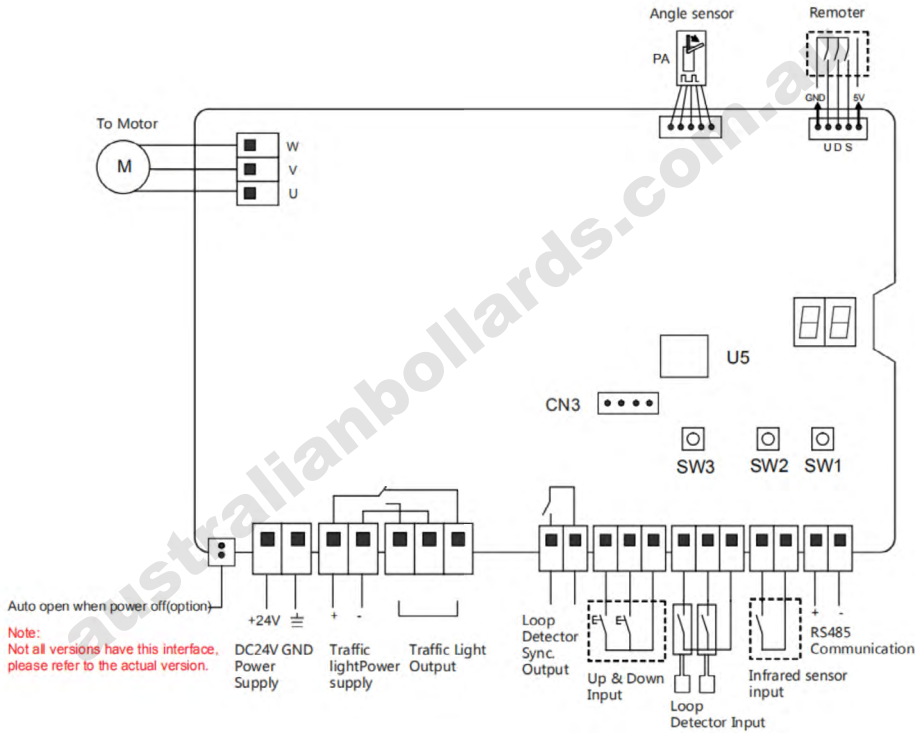 Angle sensor
Remoter
PA
GND
5V
To Motor
W
M
V
U
U D S
U5
CN3
SW3
SW2
SW1
Auto open when power off(option)
Note:
Not all versions have this interface,
please refer to the actual version.
+24V
DC24V GND
Power
Supply
+
-
Traffic
lightPower
supply
Traffic Light
Output
Loop
Detector
Sync.
Output
E
E
Up & Down
Input
Loop
Detector Input
Infrared sensor
input
+
-
RS485
Communication
australianbollards.com.au